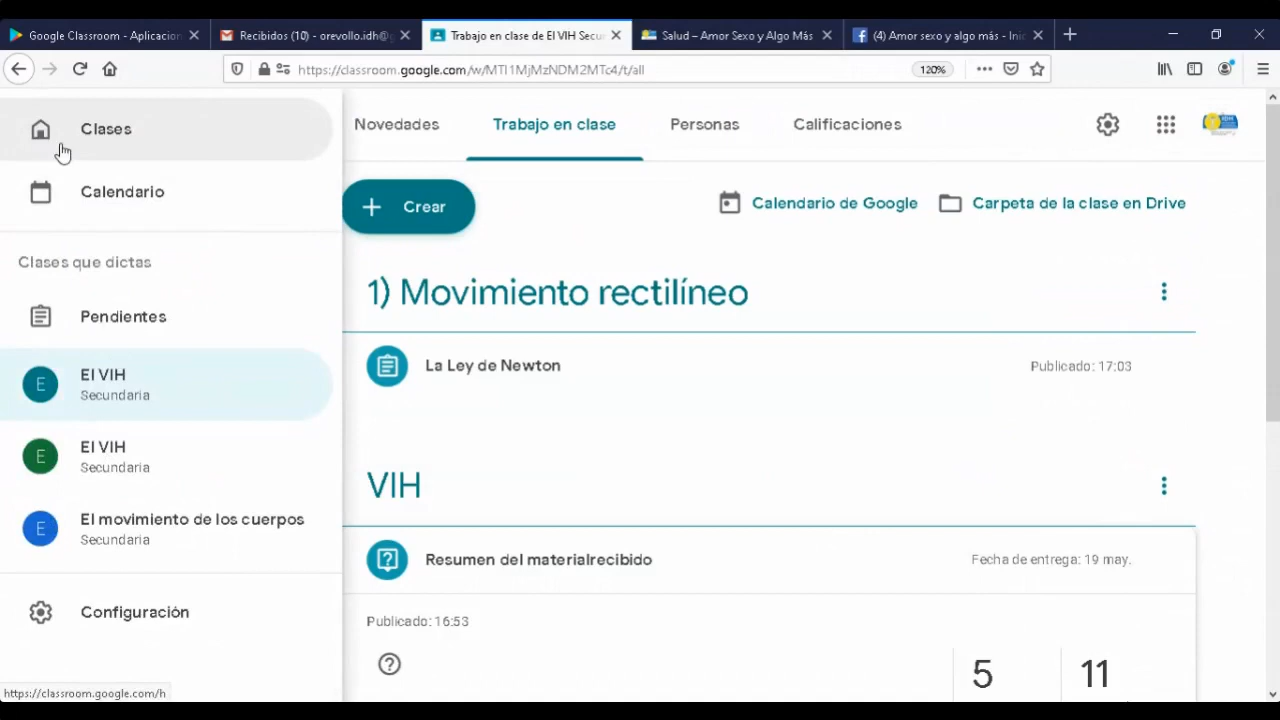 Google Classroom - Aplicacion
Recibidos (10) - orevollo.idh@g
Trabajo en clase de El VIH Secu
Salud – Amor Sexo y Algo Más
(4) Amor sexo y algo más - Inic
https://classroom.google.com/w/MTI1MjMzNDM2MTc4/t/all
120%
Clases
Calendario
Clases que dictas
Pendientes
E
El VIH
Secundaria
E
El VIH
Secundaria
E
El movimiento de los cuerpos
Secundaria
Configuración
https://classroom.google.com/h
Novedades
Trabajo en clase
Personas
Calificaciones
Crear
Calendario de Google
Carpeta de la clase en Drive
1) Movimiento rectilíneo
La Ley de Newton
Publicado: 17:03
VIH
Resumen del materialrecibido
Fecha de entrega: 19 may.
Publicado: 16:53
5
11